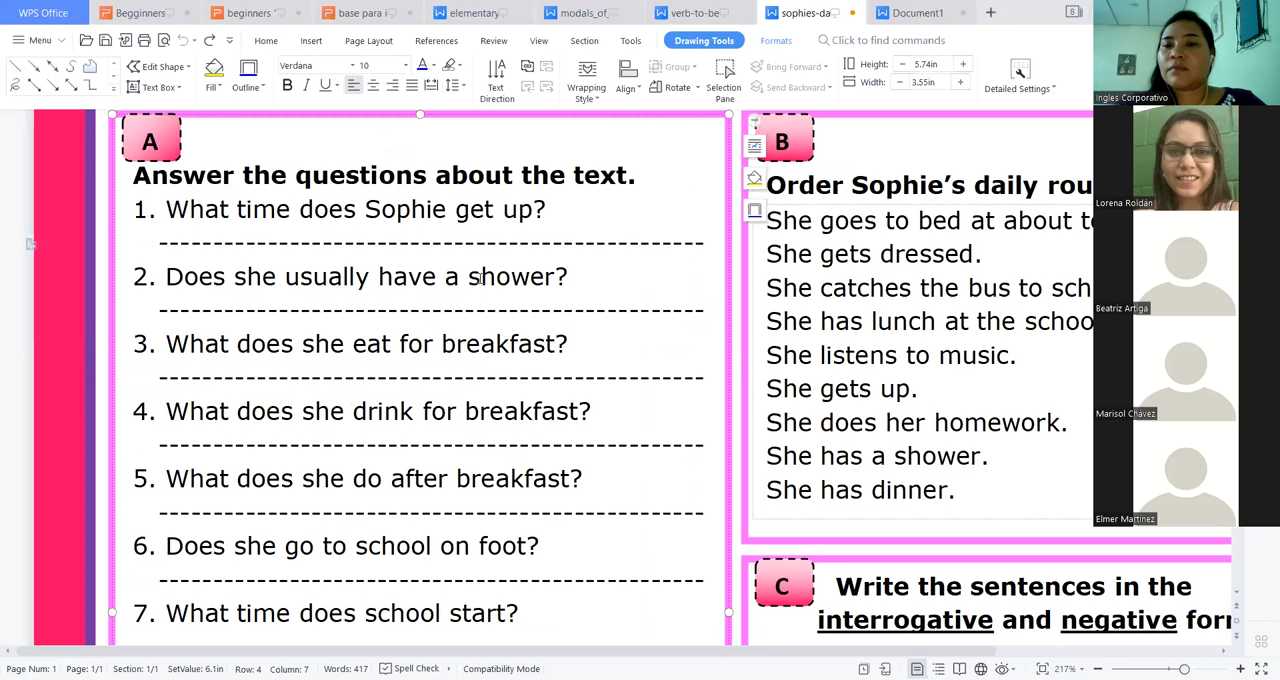 WPS Office
Begginners
beginners
base para i
elementary
modals_of_
verb-to-be
sophies-da
Document1
Menu
Home
Insert
Page Layout
References
Review
View
Section
Tools
Drawing Tools
Formats
Click to find commands
Edit Shape
Text Box
Fill
Outline
Verdana
10
B I U
Text Direction
Wrapping Style
Align
Group
Rotate
Selection Pane
Bring Forward
Send Backward
Height: 5.74in
Width: 3.55in
Detailed Settings
A
Answer the questions about the text.
1. What time does Sophie get up?
2. Does she usually have a shower?
3. What does she eat for breakfast?
4. What does she drink for breakfast?
5. What does she do after breakfast?
6. Does she go to school on foot?
7. What time does school start?
B
Order Sophie's daily rou
She goes to bed at about t
She gets dressed.
She catches the bus to sch
She has lunch at the schoo
She listens to music.
She gets up.
She does her homework.
She has a shower.
She has dinner.
C
Write the sentences in the
interrogative and negative for
Ingles Corporativo
Lorena Roldán
Beatriz Artiga
Marisol Chávez
Elmer Martinez
Page Num: 1 Page: 1/1 Section: 1/1 SetValue: 6.1in Row: 4 Column: 7 Words: 417 Spell Check Compatibility Mode
217%